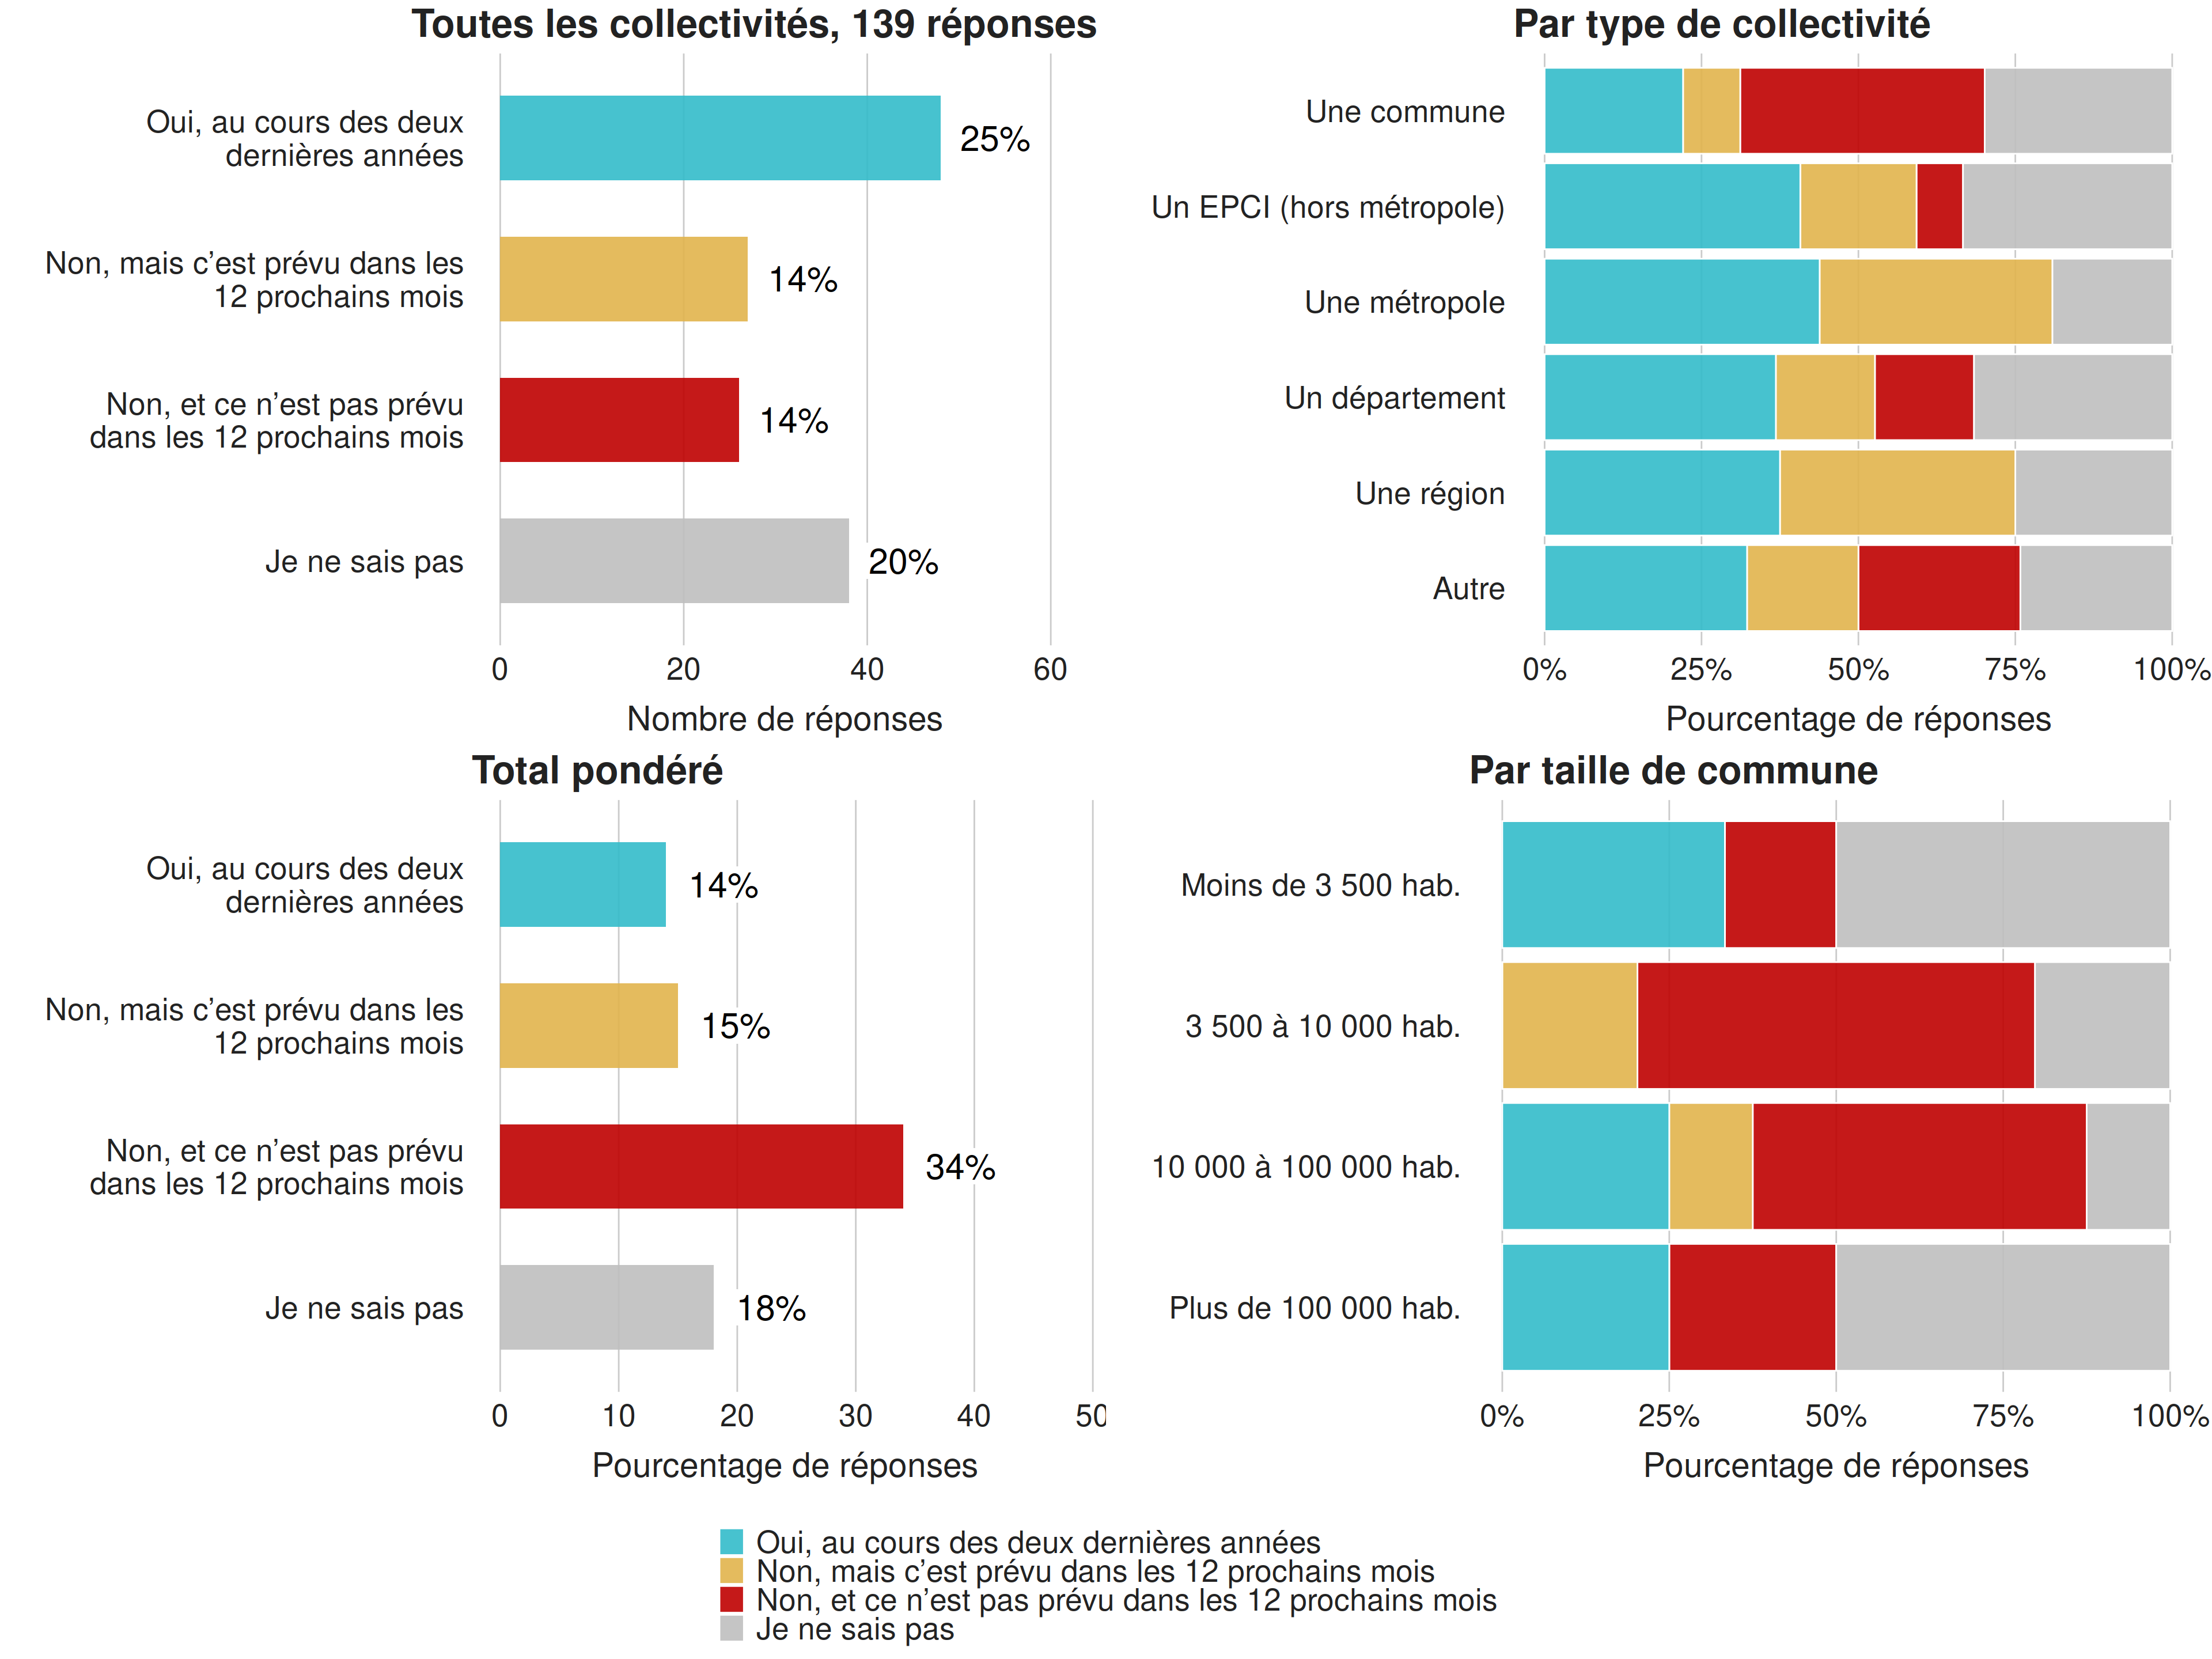 Toutes les collectivités, 139 réponses
Oui, au cours des deux
dernières années
25%
Non, mais c’est prévu dans les
12 prochains mois
14%
Non, et ce n’est pas prévu
dans les 12 prochains mois
14%
Je ne sais pas
20%
0 20 40 60
Nombre de réponses
Par type de collectivité
Une commune
Un EPCI (hors métropole)
Une métropole
Un département
Une région
Autre
0% 25% 50% 75% 100%
Pourcentage de réponses
Total pondéré
Oui, au cours des deux
dernières années
14%
Non, mais c’est prévu dans les
12 prochains mois
15%
Non, et ce n’est pas prévu
dans les 12 prochains mois
34%
Je ne sais pas
18%
0 10 20 30 40 50
Pourcentage de réponses
Par taille de commune
Moins de 3 500 hab.
3 500 à 10 000 hab.
10 000 à 100 000 hab.
Plus de 100 000 hab.
0% 25% 50% 75% 100%
Pourcentage de réponses
Oui, au cours des deux dernières années
Non, mais c’est prévu dans les 12 prochains mois
Non, et ce n’est pas prévu dans les 12 prochains mois
Je ne sais pas